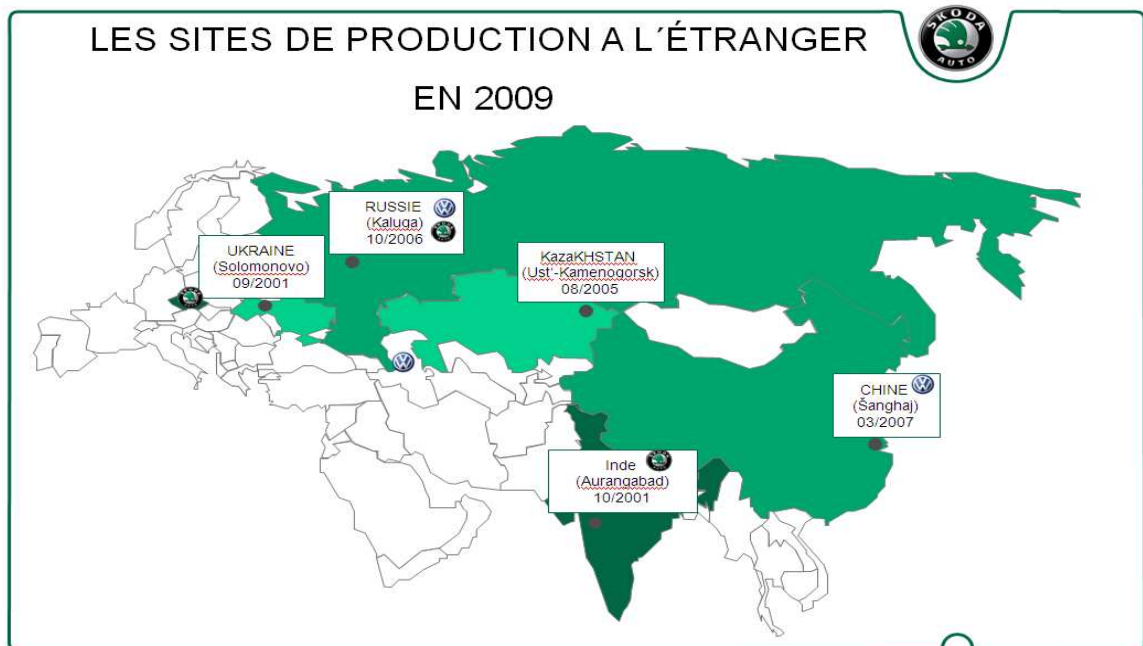 LES SITES DE PRODUCTION A L´ÉTRANGER
EN 2009
SKODA
AUTO
RUSSIE
(Kaluga)
10/2006
UKRAINE
(Solomonovo)
09/2001
KazaKHSTAN
(Ust'-Kamenogorsk)
08/2005
CHINE
(Šanghaj)
03/2007
Inde
(Aurangabad)
10/2001